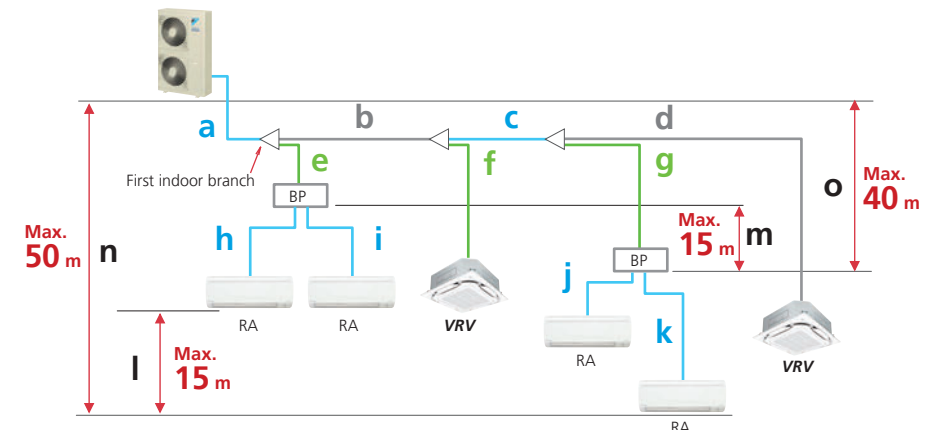 a
b
c
d
e
f
g
First indoor branch
BP
h
i
Max.
50 m
n
RA
RA
VRV
l
Max.
15 m
Max.
15 m
m
BP
j
k
RA
RA
o
Max.
40 m
VRV